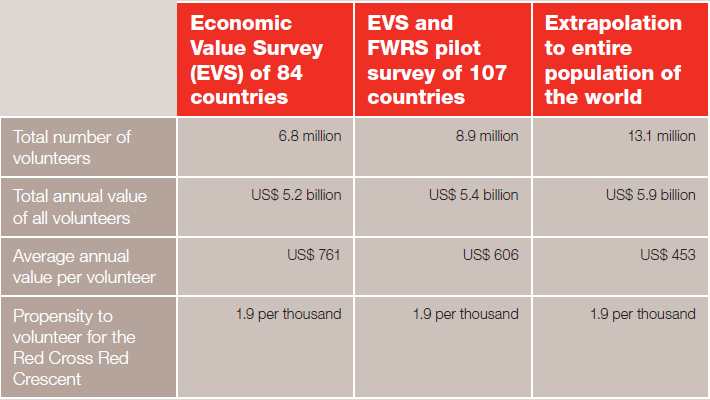 Economic
Value Survey
(EVS) of 84
countries
EVS and
FWRS pilot
survey of 107
countries
Extrapolation
to entire
population of
the world
Total number of
volunteers
6.8 million
8.9 million
13.1 million
Total annual value
of all volunteers
US$ 5.2 billion
US$ 5.4 billion
US$ 5.9 billion
Average annual
value per volunteer
US$ 761
US$ 606
US$ 453
Propensity to
volunteer for the
Red Cross Red
Crescent
1.9 per thousand
1.9 per thousand
1.9 per thousand